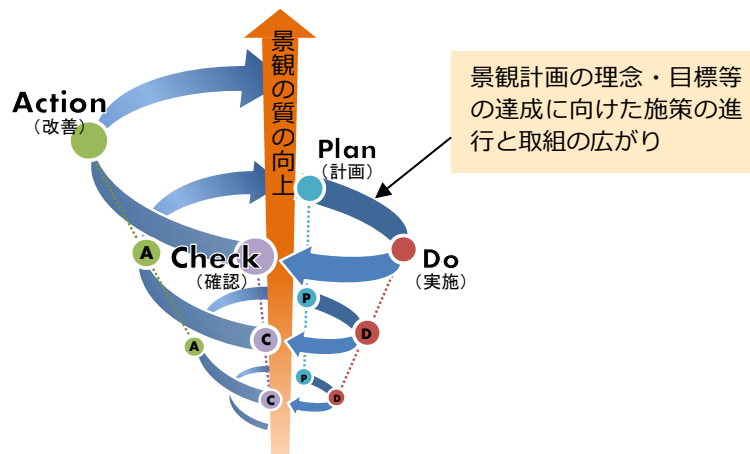 景観の質の向上
景観計画の理念・目標等
の達成に向けた施策の進
行と取組の広がり
Action
(改善)
Plan
(計画)
Check
(確認)
Do
(実施)
A
P
D
C
A
P
D
C